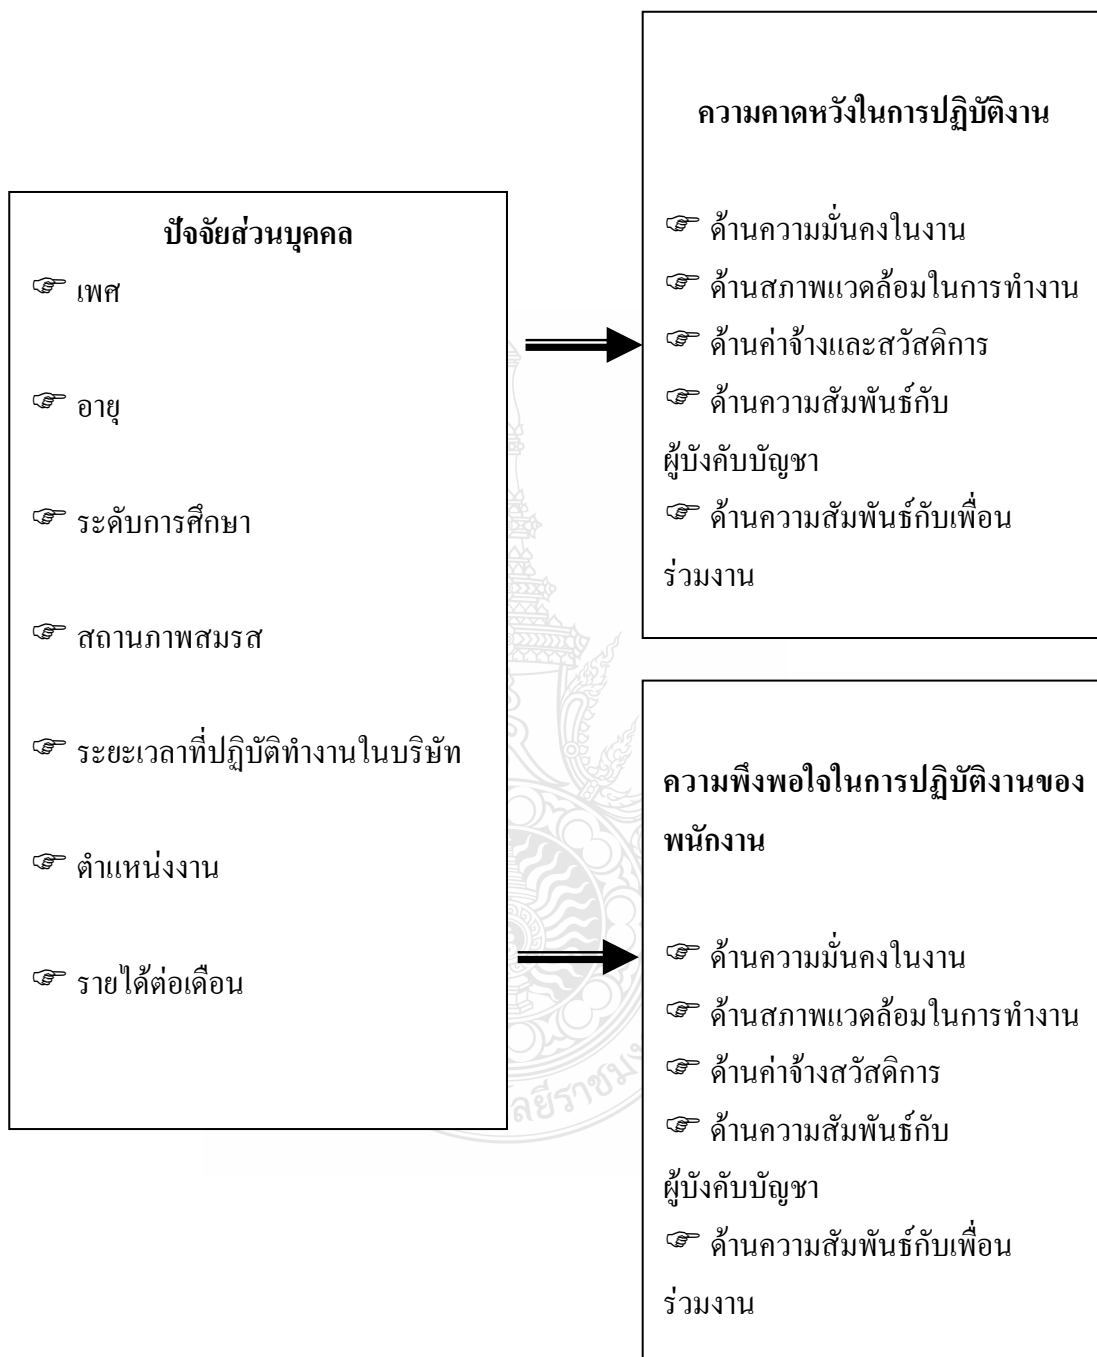 ปัจจัยส่วนบุคคล
☞ เพศ
☞ อายุ
☞ ระดับการศึกษา
☞ สถานภาพสมรส
☞ ระยะเวลาที่ปฏิบัติทำงานในบริษัท
☞ ตำแหน่งงาน
☞ รายได้ต่อเดือน
ความคาดหวังในการปฏิบัติงาน
☞ ด้านความมั่นคงในงาน
☞ ด้านสภาพแวดล้อมในการทำงาน
☞ ด้านค่าจ้างและสวัสดิการ
☞ ด้านความสัมพันธ์กับ
ผู้บังคับบัญชา
☞ ด้านความสัมพันธ์กับเพื่อน
ร่วมงาน
ความพึงพอใจในการปฏิบัติงานของ
พนักงาน
☞ ด้านความมั่นคงในงาน
☞ ด้านสภาพแวดล้อมในการทำงาน
☞ ด้านค่าจ้างสวัสดิการ
☞ ด้านความสัมพันธ์กับ
ผู้บังคับบัญชา
☞ ด้านความสัมพันธ์กับเพื่อน
ร่วมงาน